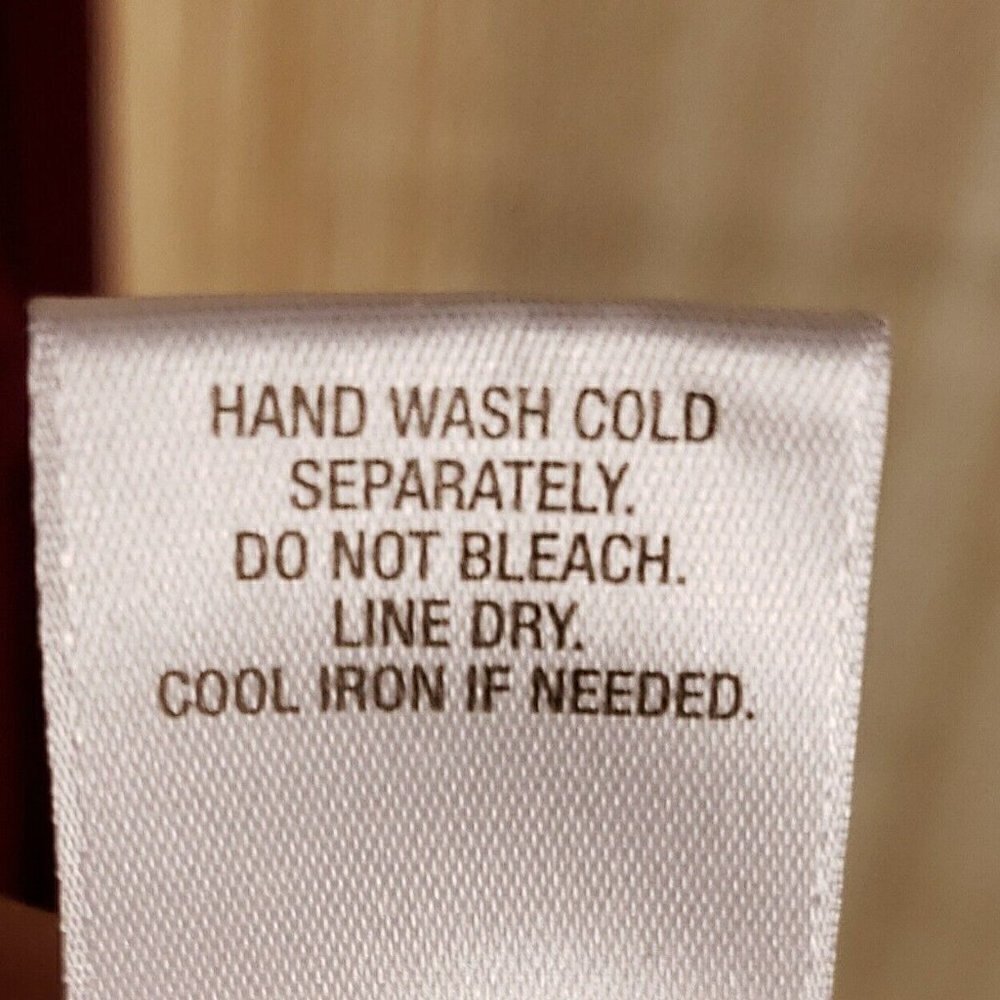 HAND WASH COLD
SEPARATELY.
DO NOT BLEACH.
LINE DRY.
COOL IRON IF NEEDED.